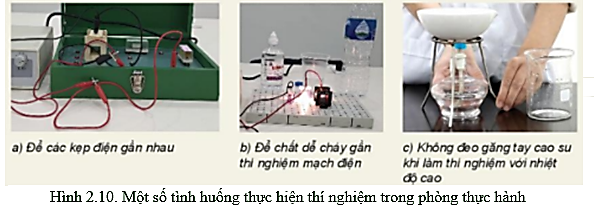 a) Để các kẹp điện gần nhau
b) Để chất dễ cháy gần
thí nghiệm mạch điện
c) Không đeo găng tay cao su
khi làm thí nghiệm với nhiệt
độ cao
Hình 2.10. Một số tình huống thực hiện thí nghiệm trong phòng thực hành